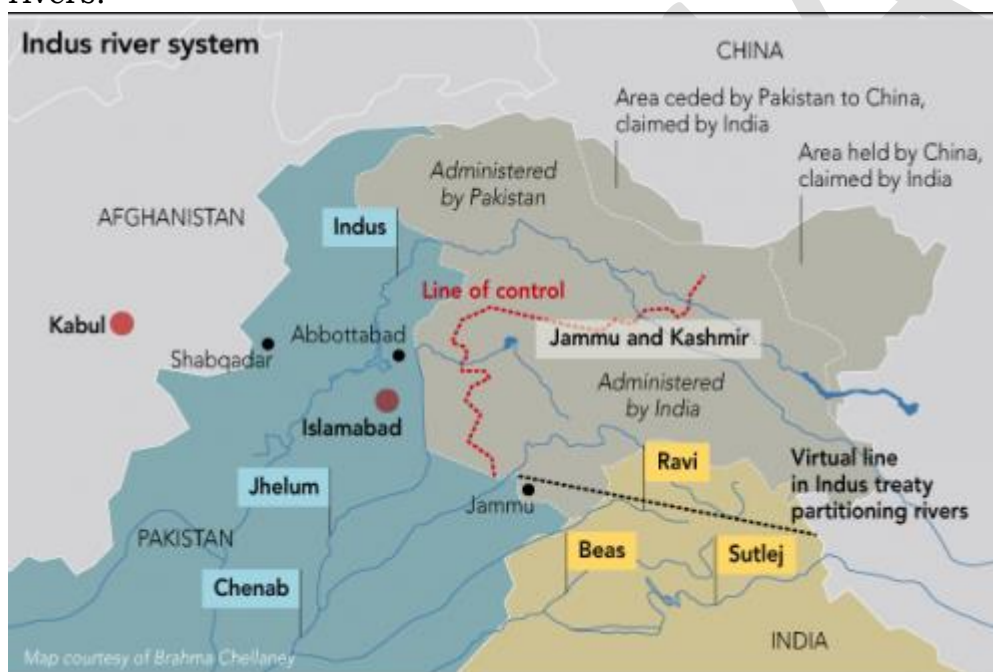 rivers.
Indus river system
CHINA
Area ceded by Pakistan to China,
claimed by India
Area held by China,
claimed by India
Administered
by Pakistan
AFGHANISTAN
Indus
Line of control
Kabul
Shabqadar
Abbottabad
Jammu and Kashmir
Administered
by India
Islamabad
Ravi
Virtual line
in Indus treaty
partitioning rivers
Jhelum
Jammu
PAKISTAN
Beas
Sutlej
Chenab
INDIA
Map courtesy of Brahma Chellaney